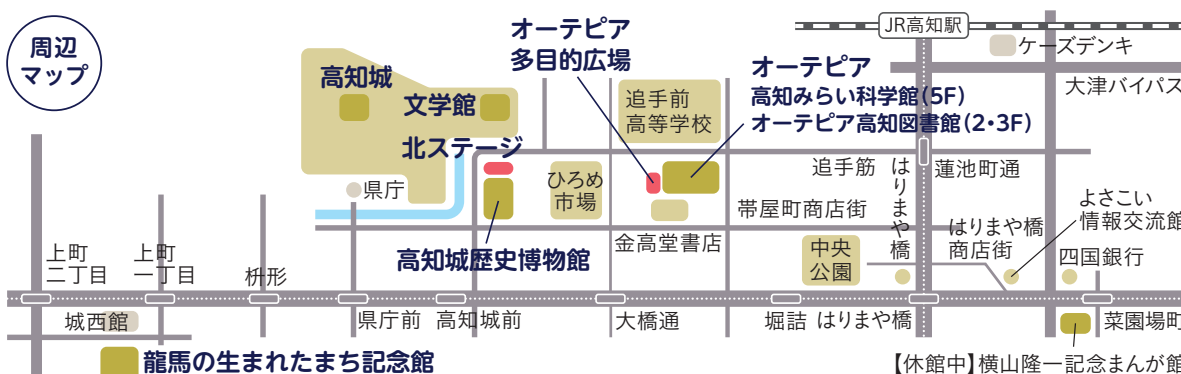 周辺
マップ
高知城
文学館
北ステージ
県庁
高知城歴史博物館
オーテピア
多目的広場
追手前
高等学校
ひろめ
市場
オーテピア
高知みらい科学館(5F)
オーテピア高知図書館(2・3F)
JR高知駅
ケーズデンキ
大津バイパス
追手筋
はりまや橋
蓮池町通
帯屋町商店街
金高堂書店
中央
公園
はりまや橋
商店街
よさこい
情報交流館
四国銀行
上町
二丁目
上町
一丁目
枡形
城西館
県庁前
高知城前
大橋通
堀詰
はりまや橋
菜園場町
龍馬の生まれたまち記念館
【休館中】横山隆一記念まんが館